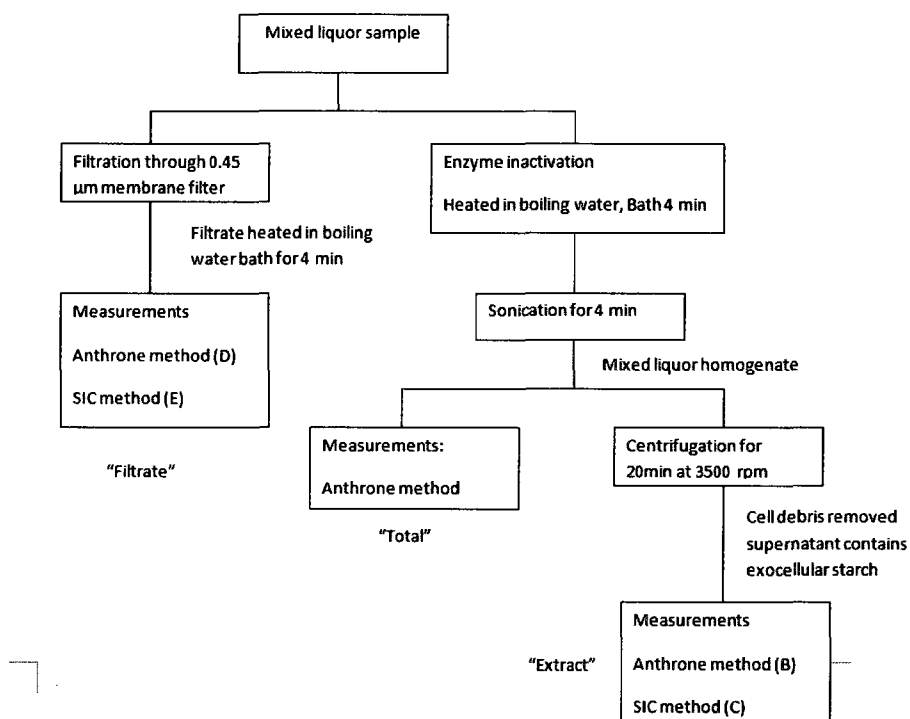 Mixed liquor sample
Filtration through 0.45
µm membrane filter
Enzyme inactivation
Heated in boiling water, Bath 4 min
Filtrate heated in boiling
water bath for 4 min
Sonication for 4 min
Measurements
Anthrone method (D)
SIC method (E)
"Filtrate"
Mixed liquor homogenate
Measurements:
Anthrone method
"Total"
Centrifugation for
20min at 3500 rpm
Cell debris removed
supernatant contains
exocellular starch
Measurements
Anthrone method (B)
SIC method (C)
"Extract"